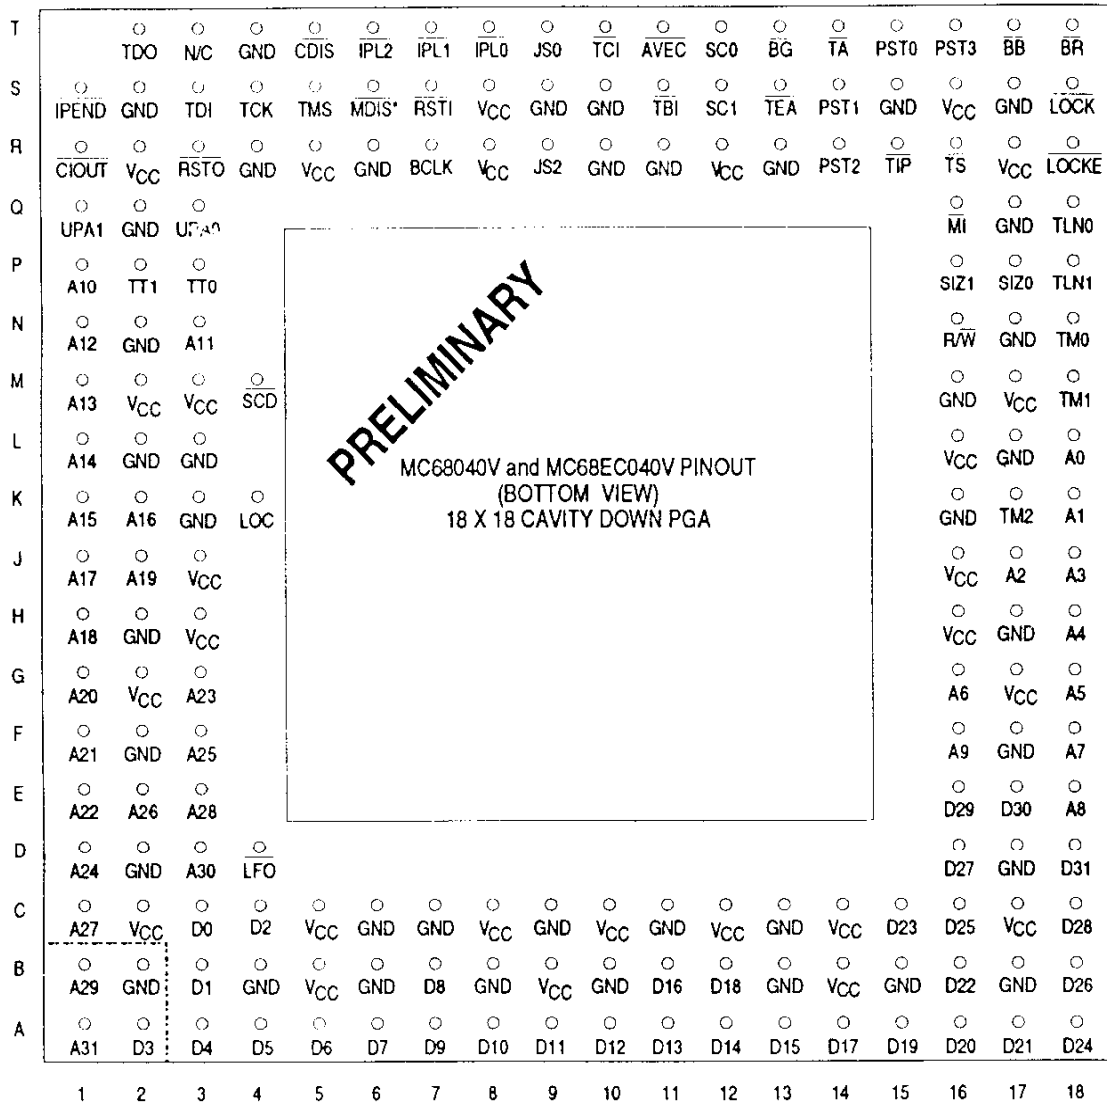 T
TDO N/C GND CDIS IPL2 IPL1 IPL0 JS0 TCI AVEC SC0 BG TA PST0 PST3 BB BR
S
IPEND GND TDI TCK TMS MDIS* RSTI VCC GND GND TBI SC1 TEA PST1 GND VCC GND LOCK
R
CIOUT VCC RSTO GND VCC GND BCLK VCC JS2 GND GND VCC GND PST2 TIP TS VCC LOCKE
Q
UPA1 GND UPA0 MI GND TLN0
P
A10 TT1 TT0 SIZ1 SIZ0 TLN1
N
A12 GND A11 R/W GND TM0
M
A13 VCC VCC SCD GND VCC TM1
L
A14 GND GND VCC GND A0
K
A15 A16 GND LOC GND TM2 A1
J
A17 A19 VCC VCC A2 A3
H
A18 GND VCC VCC GND A4
G
A20 VCC A23 A6 VCC A5
F
A21 GND A25 A9 GND A7
E
A22 A26 A28 D29 D30 A8
D
A24 GND A30 LFO D27 GND D31
C
A27 VCC D0 D2 VCC GND GND VCC GND VCC GND VCC GND VCC D23 D25 VCC D28
B
A29 GND D1 GND VCC GND D8 GND VCC GND D16 D18 GND VCC GND D22 GND D26
A
A31 D3 D4 D5 D6 D7 D9 D10 D11 D12 D13 D14 D15 D17 D19 D20 D21 D24
1 2 3 4 5 6 7 8 9 10 11 12 13 14 15 16 17 18
PRELIMINARY
MC68040V and MC68EC040V PINOUT
(BOTTOM VIEW)
18 X 18 CAVITY DOWN PGA